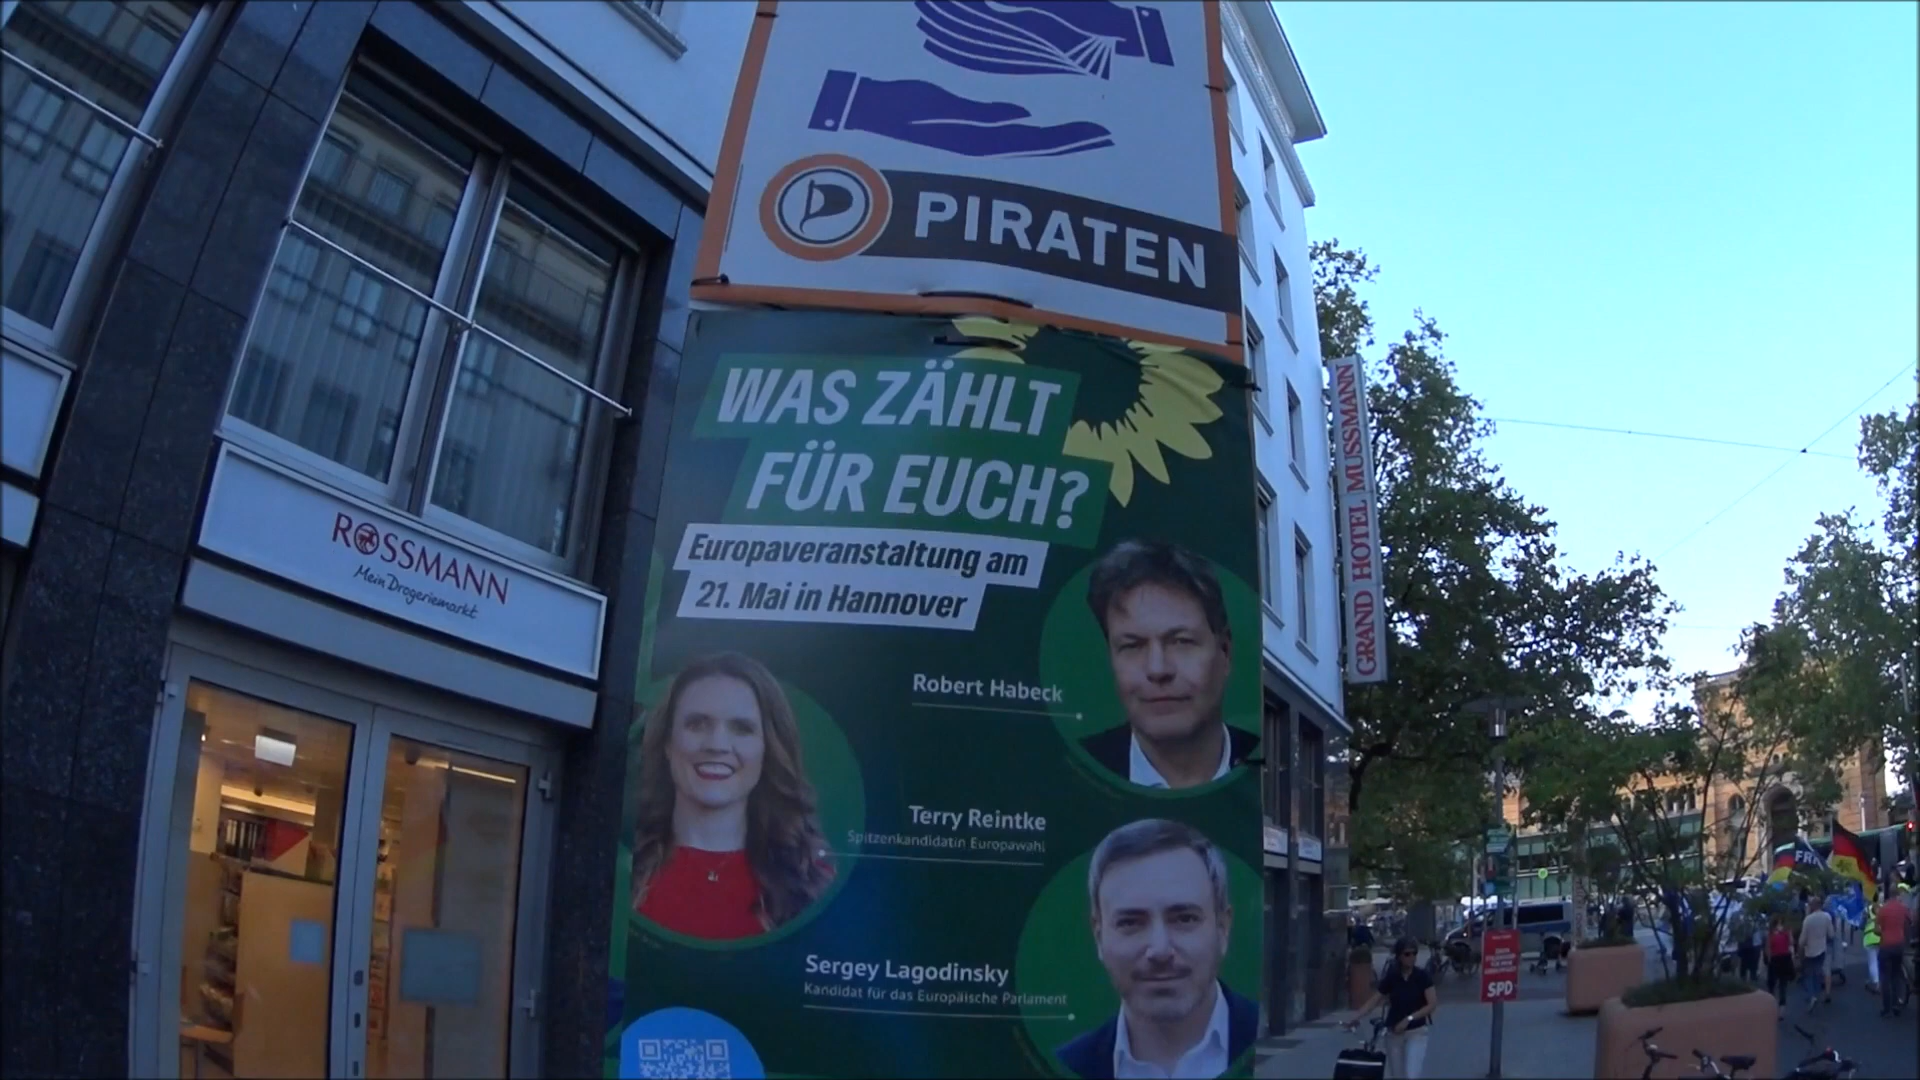 PIRATEN
WAS ZÄHLT
FÜR EUCH?
Europaveranstaltung am
21. Mai in Hannover
Robert Habeck
Terry Reintke
Spitzenkandidatin Europawahl
Sergey Lagodinsky
Kandidat für das Europäische Parlament
ROSSMANN
Mein Drogeriemarkt
GRAND HOTEL MUSSMANN
SPD